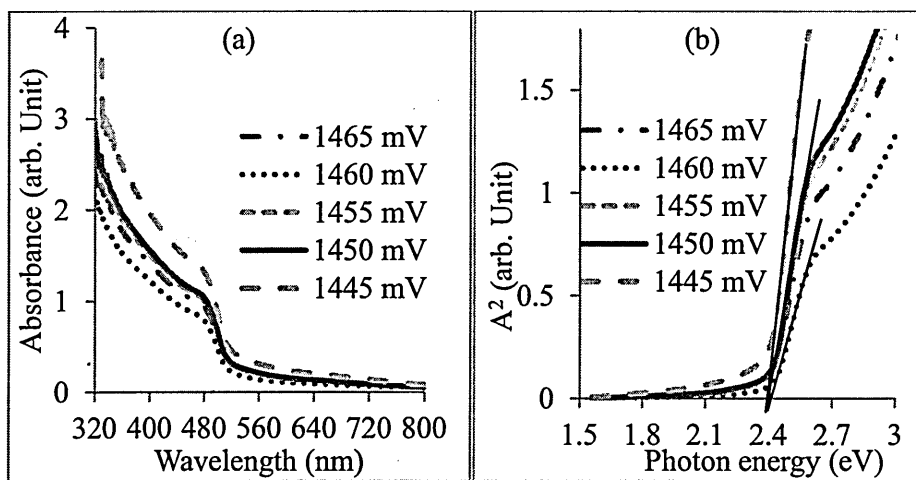 (a)
Absorbance (arb. Unit)
4
3
2
1
0
1465 mV
1460 mV
1455 mV
1450 mV
1445 mV
320 400 480 560 640 720 800
Wavelength (nm)
(b)
A² (arb. Unit)
1.5
1
0.5
0
1465 mV
1460 mV
1455 mV
1450 mV
1445 mV
1.5 1.8 2.1 2.4 2.7 3
Photon energy (eV)